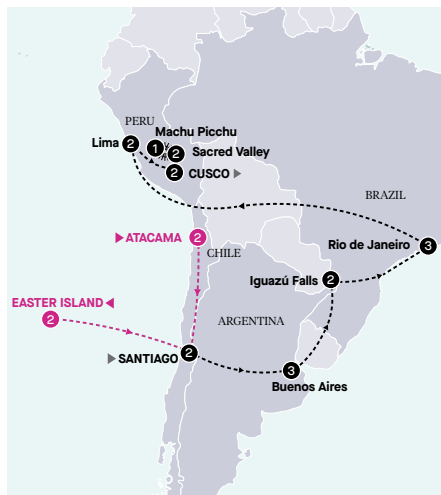 PERU
Machu Picchu
Lima
2
1
2
Sacred Valley
2
CUSCO ▶
BRAZIL
▶ ATACAMA
2
CHILE
Rio de Janeiro
3
Iguazú Falls
2
EASTER ISLAND ◀
2
ARGENTINA
▶ SANTIAGO
2
3
Buenos Aires